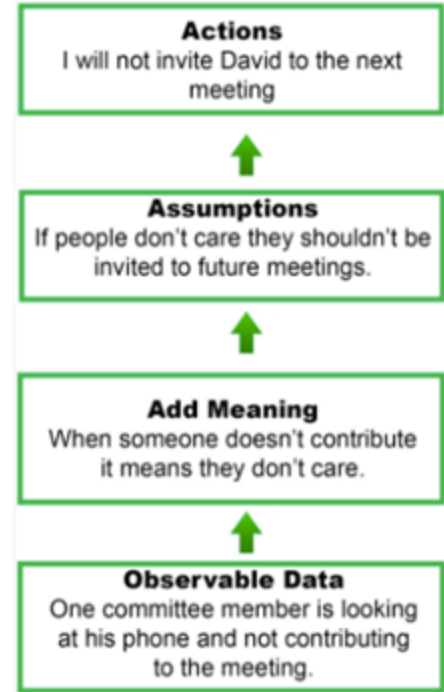 Actions
I will not invite David to the next
meeting
Assumptions
If people don't care they shouldn't be
invited to future meetings.
Add Meaning
When someone doesn't contribute
it means they don't care.
Observable Data
One committee member is looking
at his phone and not contributing
to the meeting.